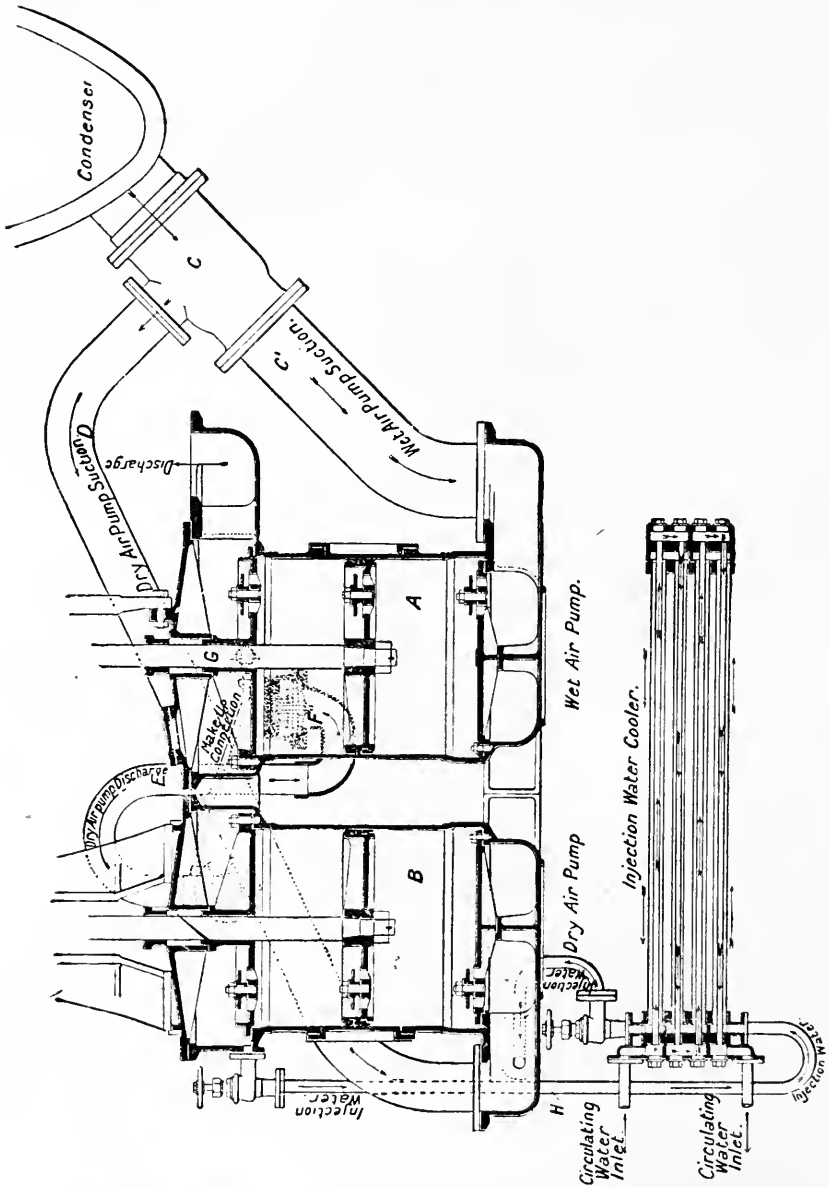 Condenser
C
C'
Wet Air Pump Suction.
Dry Air Pump Suction
D
Discharge
A
G
Make Up
Connection
F
Dry Air pump Discharge
E
B
Wet Air Pump.
Dry Air Pump
Injection
Water
Injection
Water.
H
Injection Water Cooler.
Injection Water.
Circulating
Water
Inlet.
Circulating
Water
Inlet.